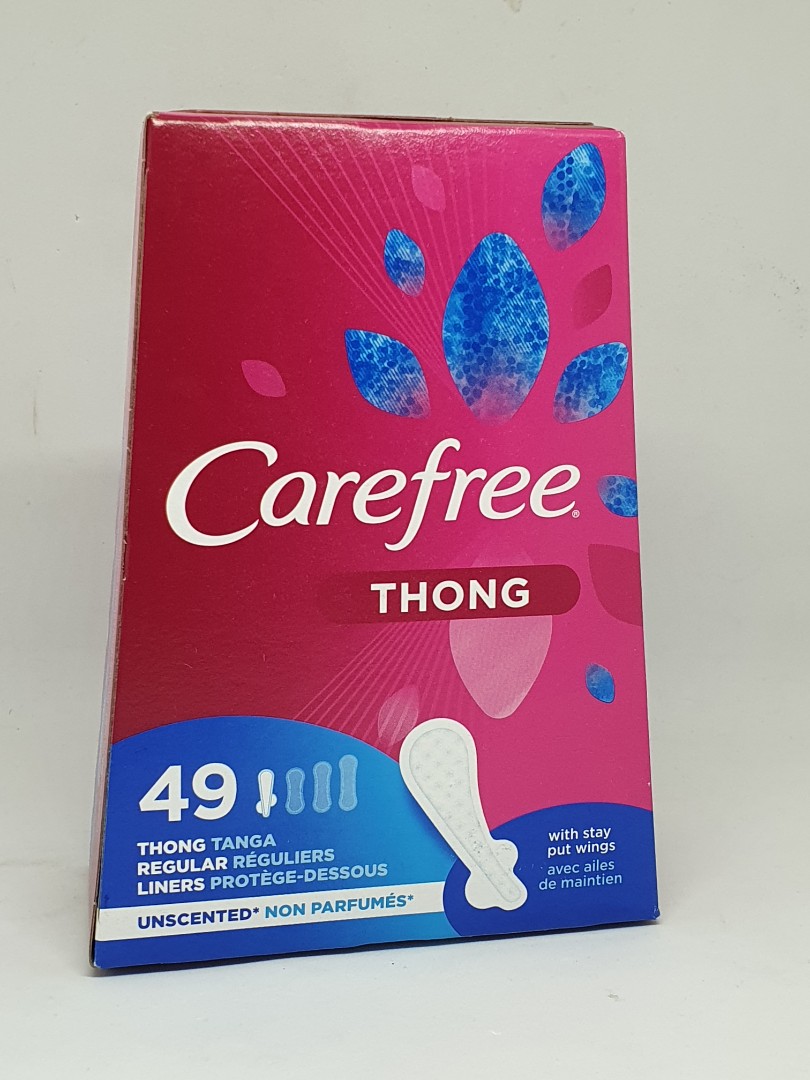 Carefree®
THONG
49
THONG TANGA
REGULAR RÉGULIERS
LINERS PROTÈGE-DESSOUS
UNSCENTED* NON PARFUMÉS*
with stay
put wings
avec ailes
de maintien